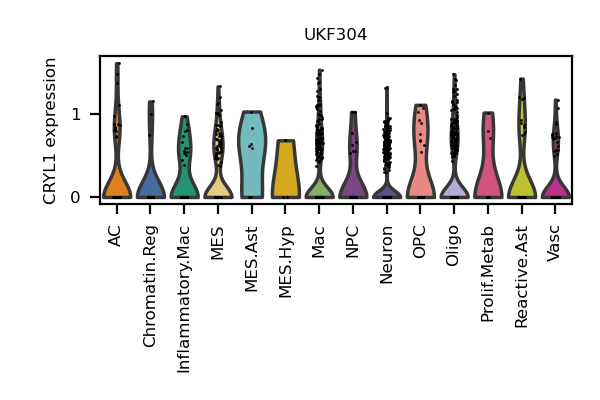 UKF304
CRYL1 expression
1
0
AC
Chromatin.Reg
Inflammatory.Mac
MES
MES.Ast
MES.Hyp
Mac
NPC
Neuron
OPC
Oligo
Prolif.Metab
Reactive.Ast
Vasc